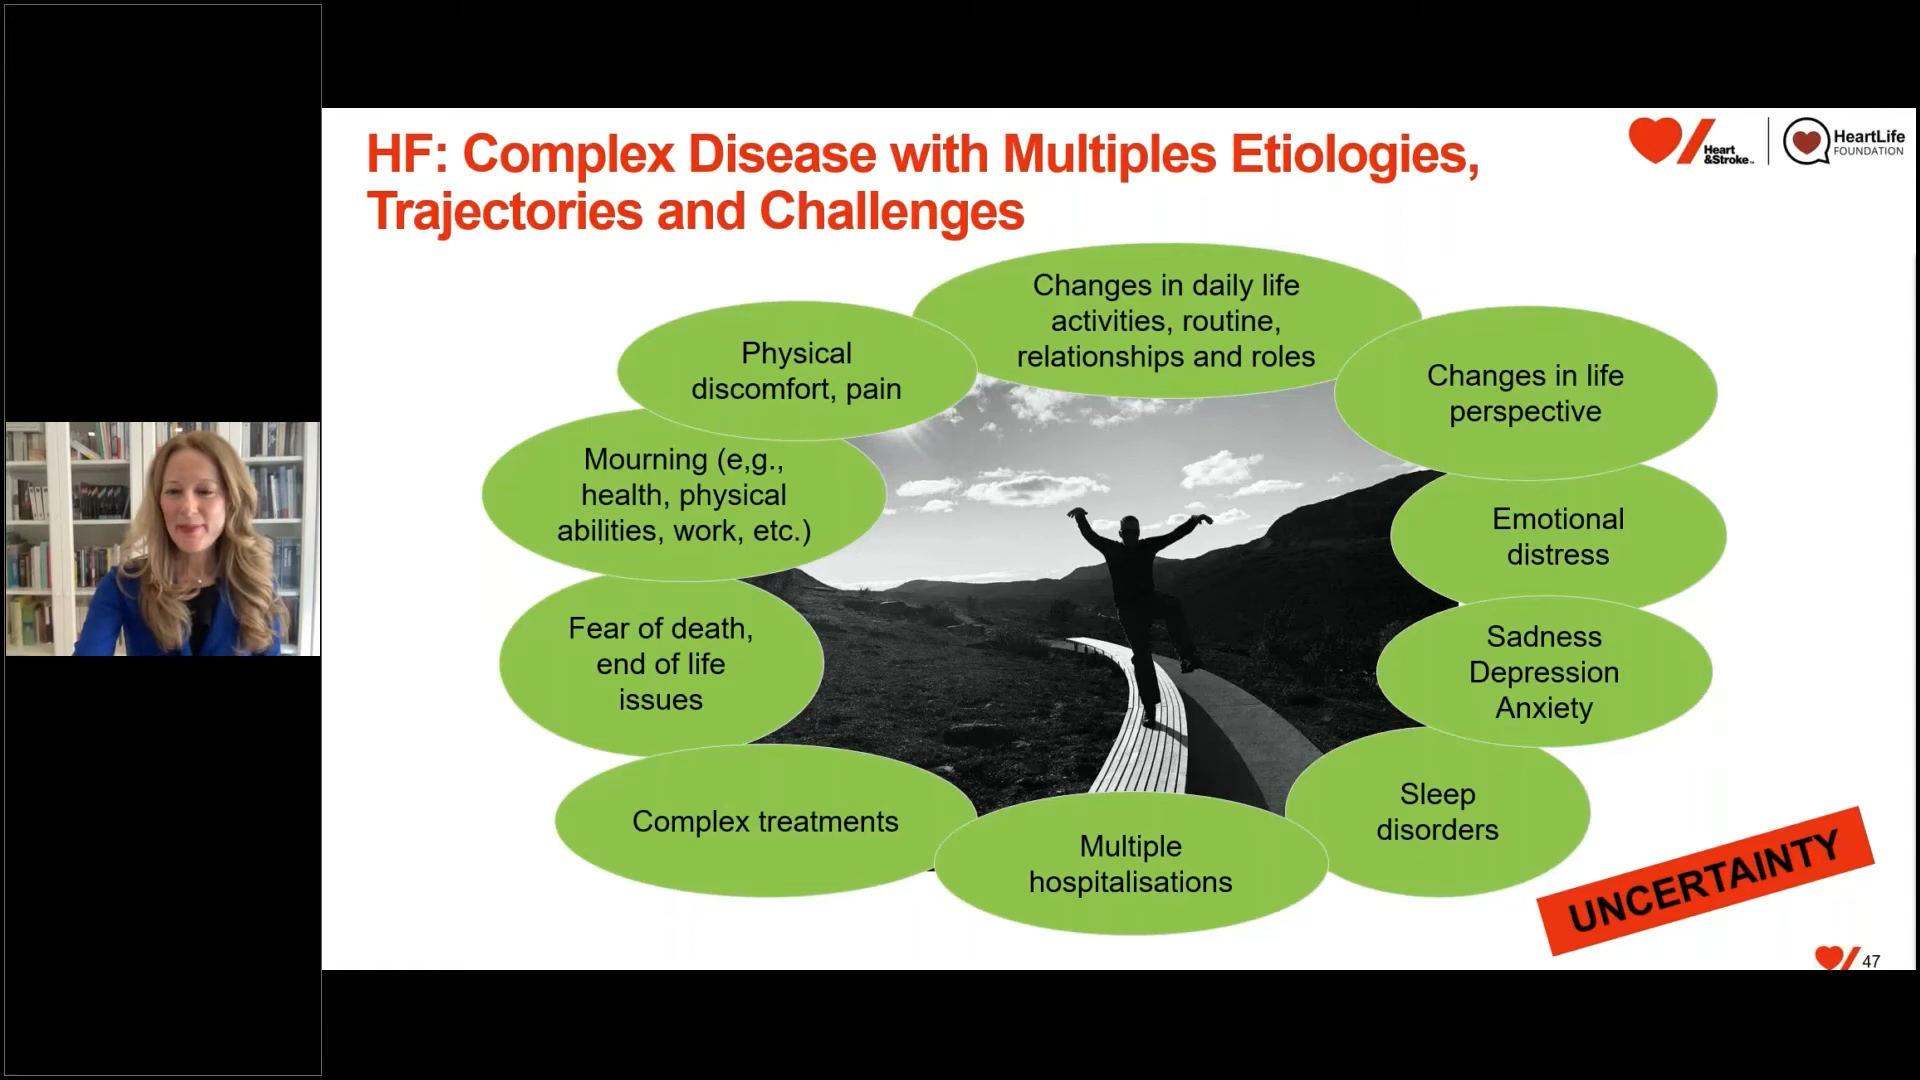 HF: Complex Disease with Multiples Etiologies,
Trajectories and Challenges
Heart
&Stroke™
HeartLife
FOUNDATION
Changes in daily life
activities, routine,
relationships and roles
Physical
discomfort, pain
Changes in life
perspective
Mourning (e,g.,
health, physical
abilities, work, etc.)
Emotional
distress
Fear of death,
end of life
issues
Sadness
Depression
Anxiety
Complex treatments
Multiple
hospitalisations
Sleep
disorders
UNCERTAINTY
47